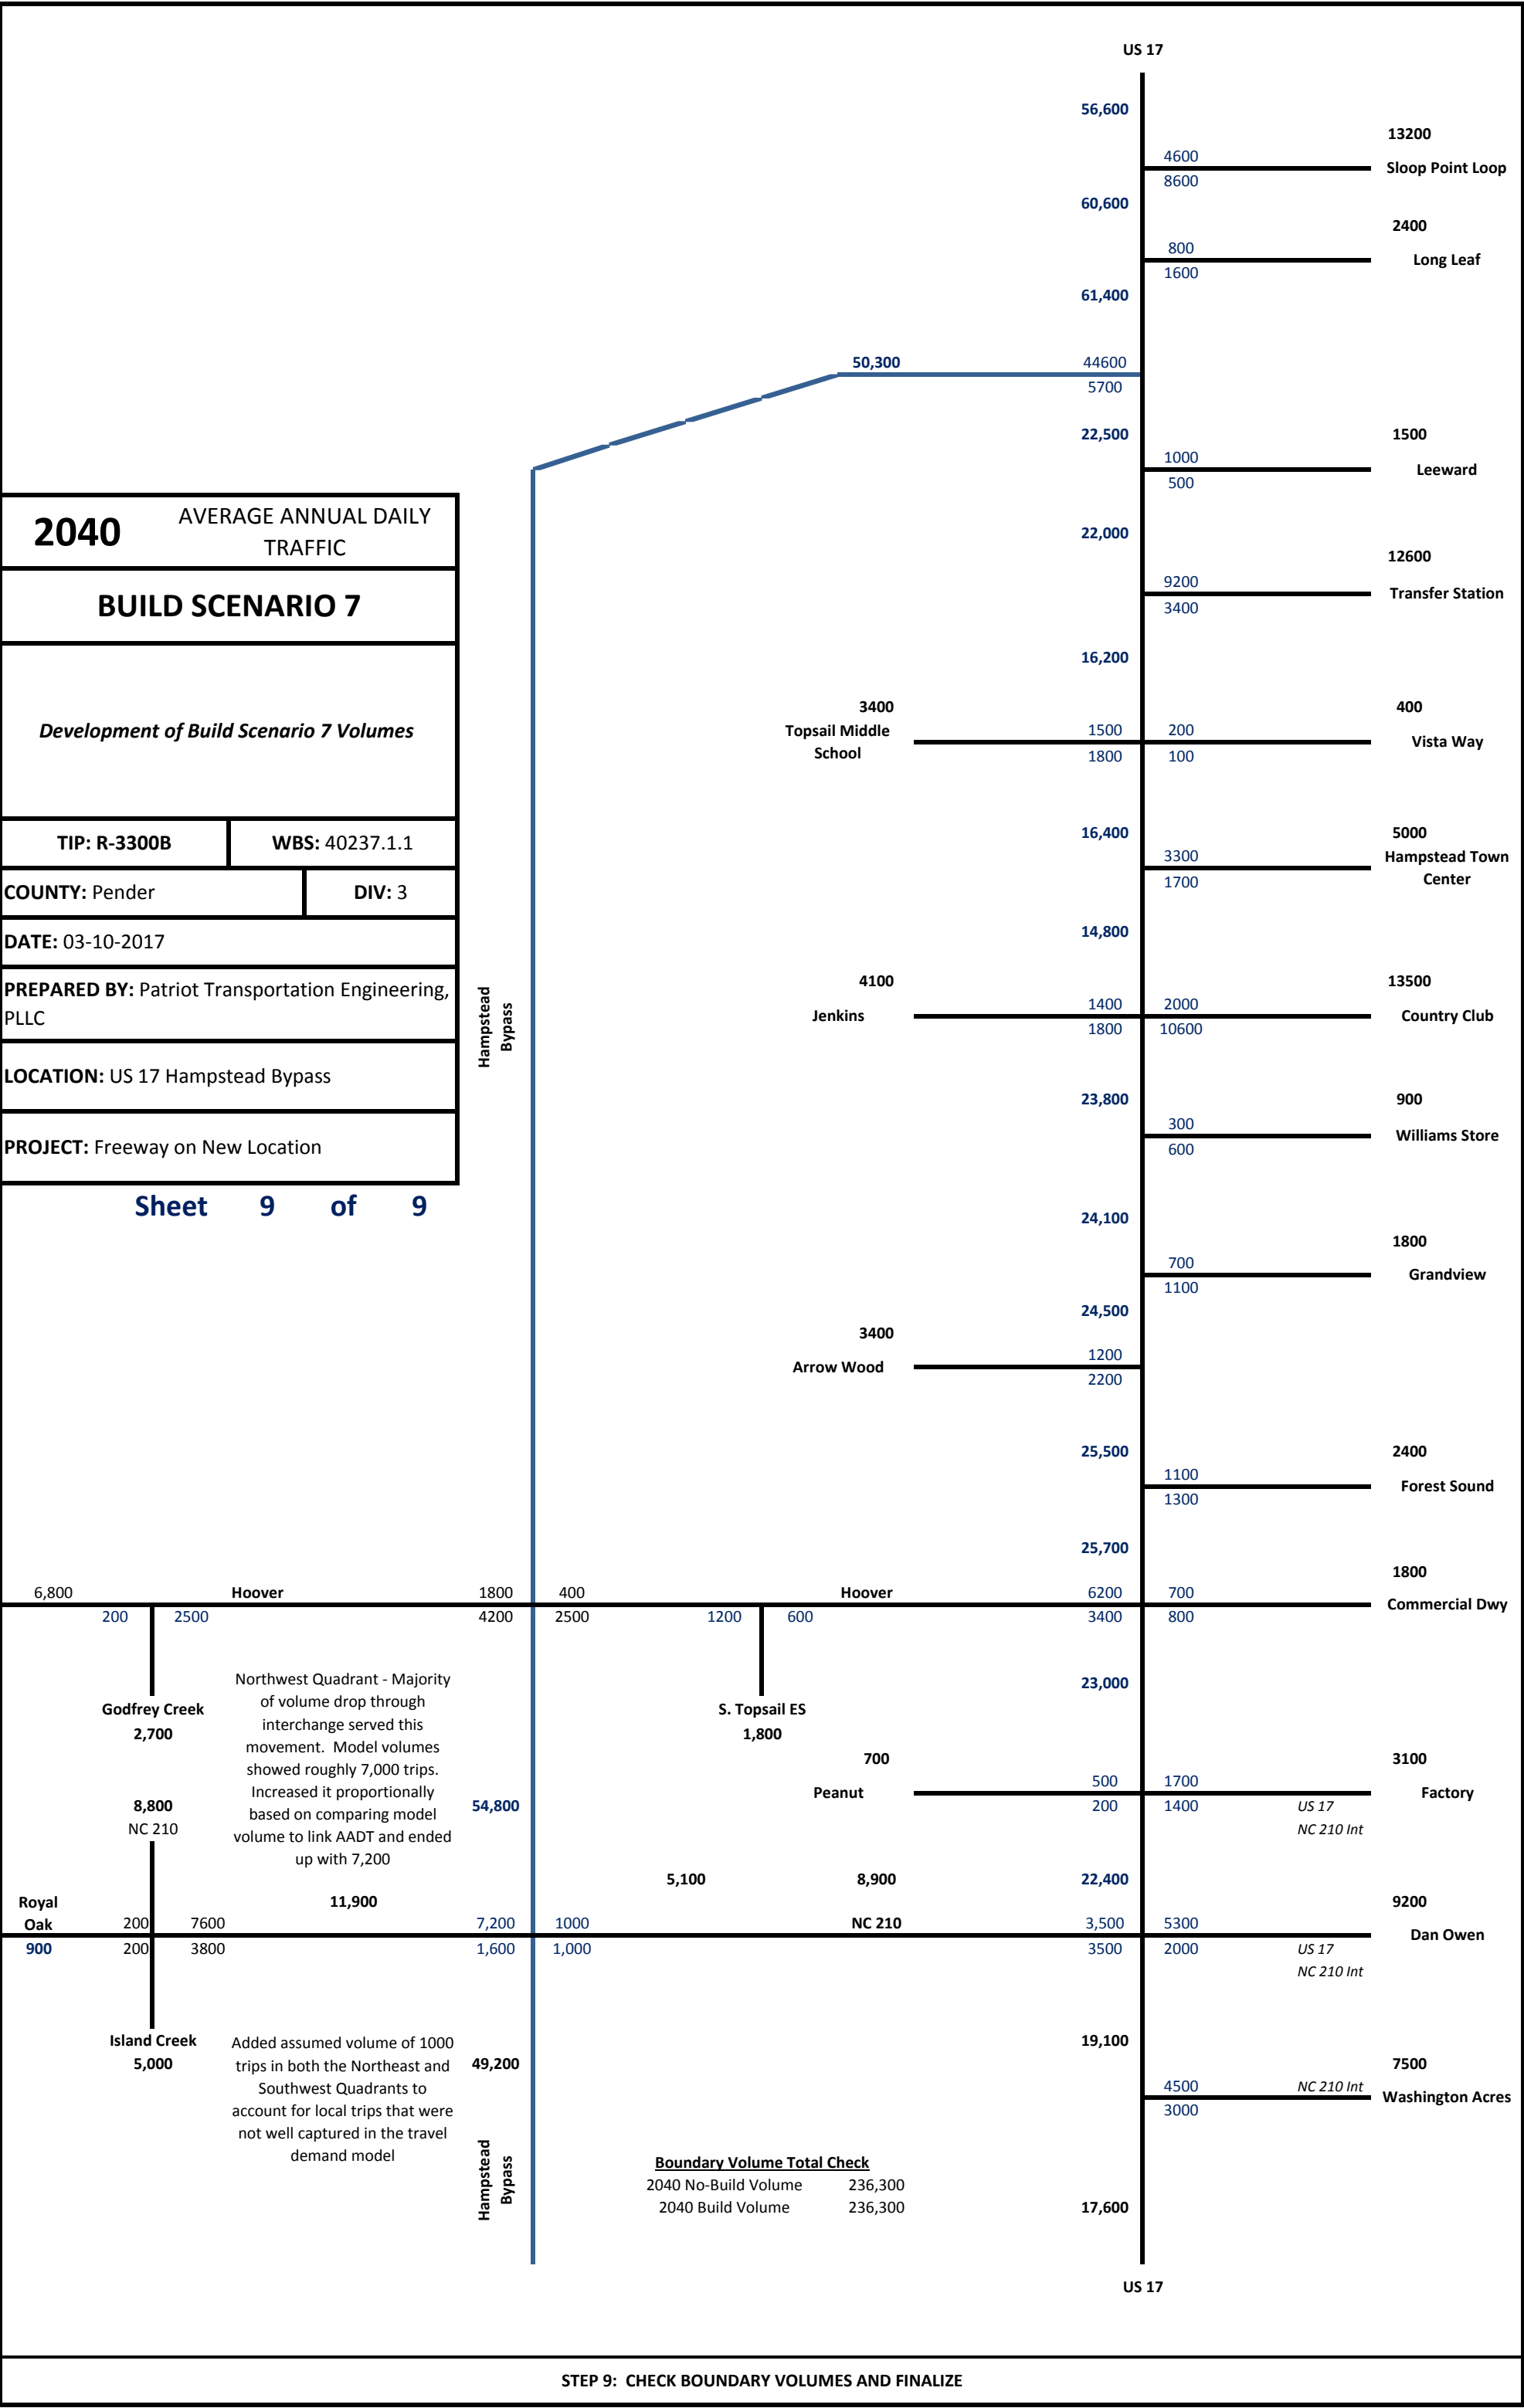 US 17
56,600
13200
4600
Sloop Point Loop
8600
60,600
2400
800
Long Leaf
1600
61,400
50,300
44600
5700
22,500
1500
1000
Leeward
500
22,000
12600
9200
Transfer Station
3400
16,200
3400
Topsail Middle
School
1500
200
1800
100
400
Vista Way
16,400
5000
3300
Hampstead Town
Center
1700
14,800
4100
Jenkins
1400
2000
1800
10600
13500
Country Club
23,800
900
300
Williams Store
600
24,100
1800
700
Grandview
1100
24,500
3400
Arrow Wood
1200
2200
25,500
2400
1100
Forest Sound
1300
25,700
1800
6200
700
Commercial Dwy
3400
800
2040
AVERAGE ANNUAL DAILY
TRAFFIC
BUILD SCENARIO 7
Development of Build Scenario 7 Volumes
TIP: R-3300B
WBS: 40237.1.1
COUNTY: Pender
DIV: 3
DATE: 03-10-2017
PREPARED BY: Patriot Transportation Engineering,
PLLC
LOCATION: US 17 Hampstead Bypass
PROJECT: Freeway on New Location
Sheet 9 of 9
Hampstead
Bypass
6,800
Hoover
1800
400
Hoover
200
2500
4200
2500
1200
600
Godfrey Creek
2,700
Northwest Quadrant - Majority
of volume drop through
interchange served this
movement. Model volumes
showed roughly 7,000 trips.
Increased it proportionally
based on comparing model
volume to link AADT and ended
up with 7,200
S. Topsail ES
1,800
23,000
700
Peanut
500
1700
200
1400
3100
Factory
US 17
NC 210 Int
8,800
NC 210
54,800
5,100
8,900
22,400
Royal
Oak
900
11,900
200
7600
200
3800
7,200
1000
1,600
1,000
NC 210
3,500
5300
3500
2000
9200
Dan Owen
US 17
NC 210 Int
Island Creek
5,000
Added assumed volume of 1000
trips in both the Northeast and
Southwest Quadrants to
account for local trips that were
not well captured in the travel
demand model
49,200
19,100
7500
4500
NC 210 Int
Washington Acres
3000
Hampstead
Bypass
Boundary Volume Total Check
2040 No-Build Volume 236,300
2040 Build Volume 236,300
17,600
US 17
STEP 9: CHECK BOUNDARY VOLUMES AND FINALIZE